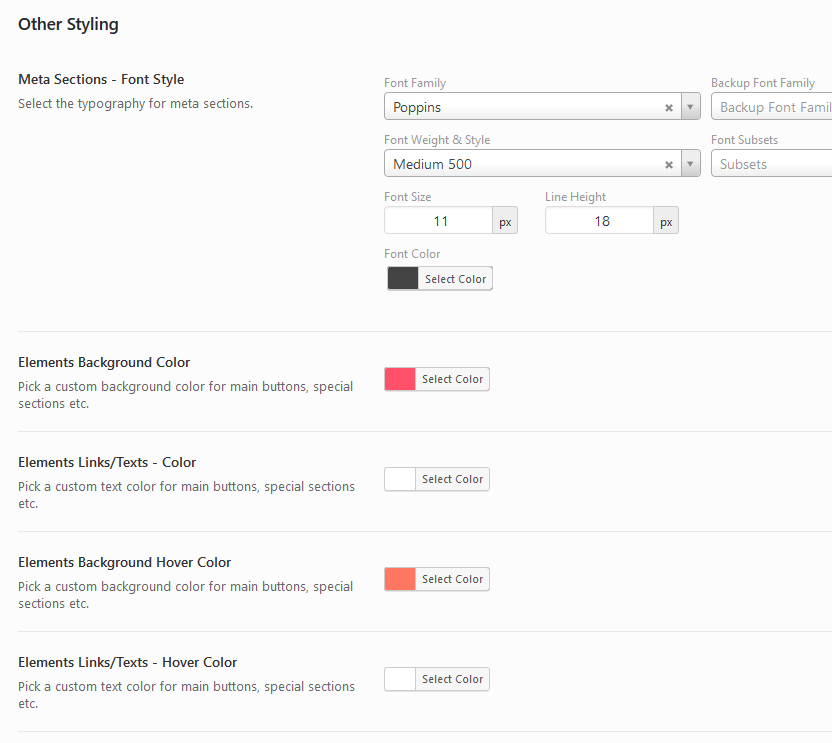 Other Styling
Meta Sections - Font Style
Select the typography for meta sections.
Font Family
Backup Font Family
Poppins
Backup Font Famil
Font Weight & Style
Font Subsets
Medium 500
Subsets
Font Size
Line Height
11 px
18 px
Font Color
Select Color
Elements Background Color
Pick a custom background color for main buttons, special
sections etc.
Select Color
Elements Links/Texts - Color
Pick a custom text color for main buttons, special sections
etc.
Select Color
Elements Background Hover Color
Pick a custom background color for main buttons, special
sections etc.
Select Color
Elements Links/Texts - Hover Color
Pick a custom text color for main buttons, special sections
etc.
Select Color